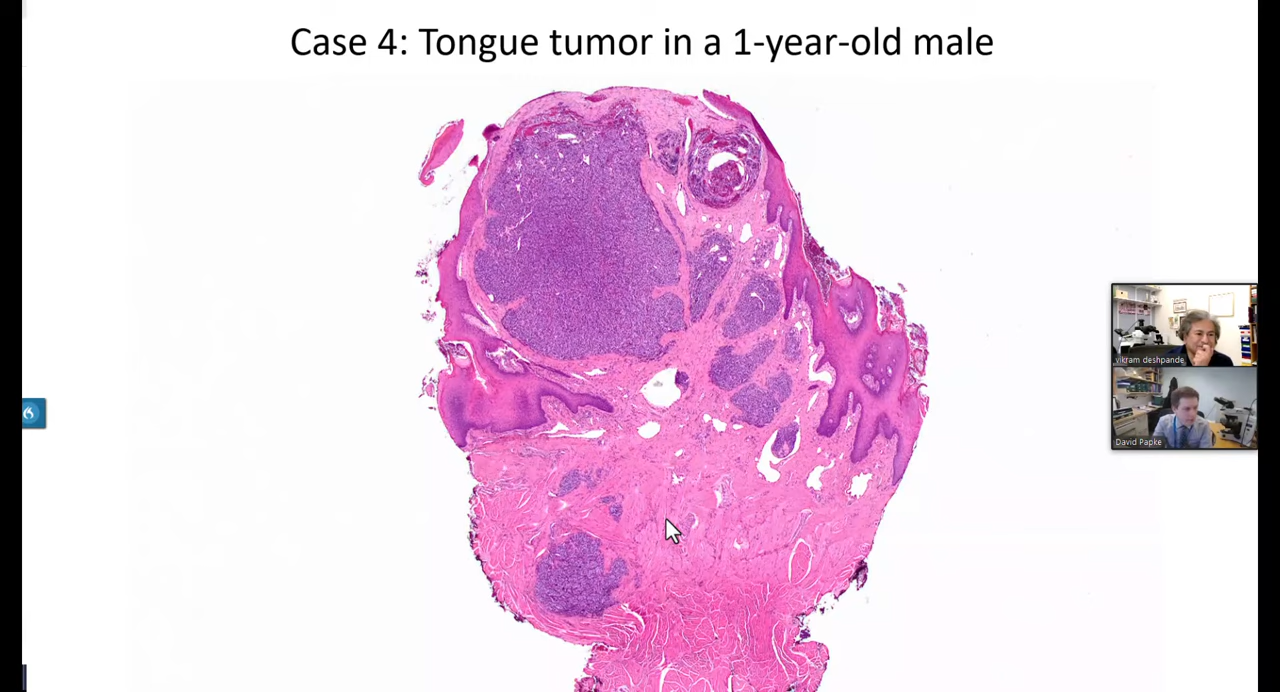 Case 4: Tongue tumor in a 1-year-old male
vikram deshpande
David Papke